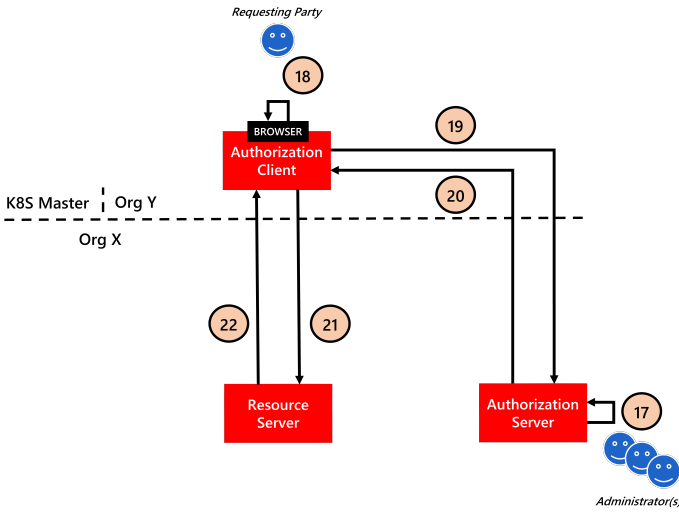 Requesting Party
18
BROWSER
Authorization
Client
19
20
K8S Master
Org Y
Org X
22
21
Resource
Server
Authorization
Server
17
Administrator(s)